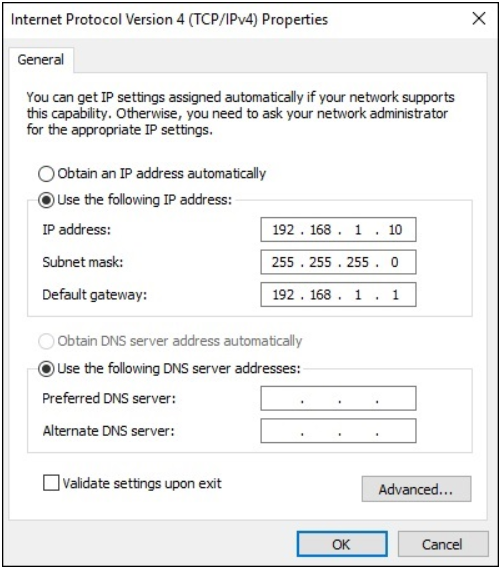 Internet Protocol Version 4 (TCP/IPv4) Properties
General
You can get IP settings assigned automatically if your network supports
this capability. Otherwise, you need to ask your network administrator
for the appropriate IP settings.
Obtain an IP address automatically
Use the following IP address:
IP address: 192 . 168 . 1 . 10
Subnet mask: 255 . 255 . 255 . 0
Default gateway: 192 . 168 . 1 . 1
Obtain DNS server address automatically
Use the following DNS server addresses:
Preferred DNS server: . . .
Alternate DNS server: . . .
Validate settings upon exit
Advanced...
OK Cancel